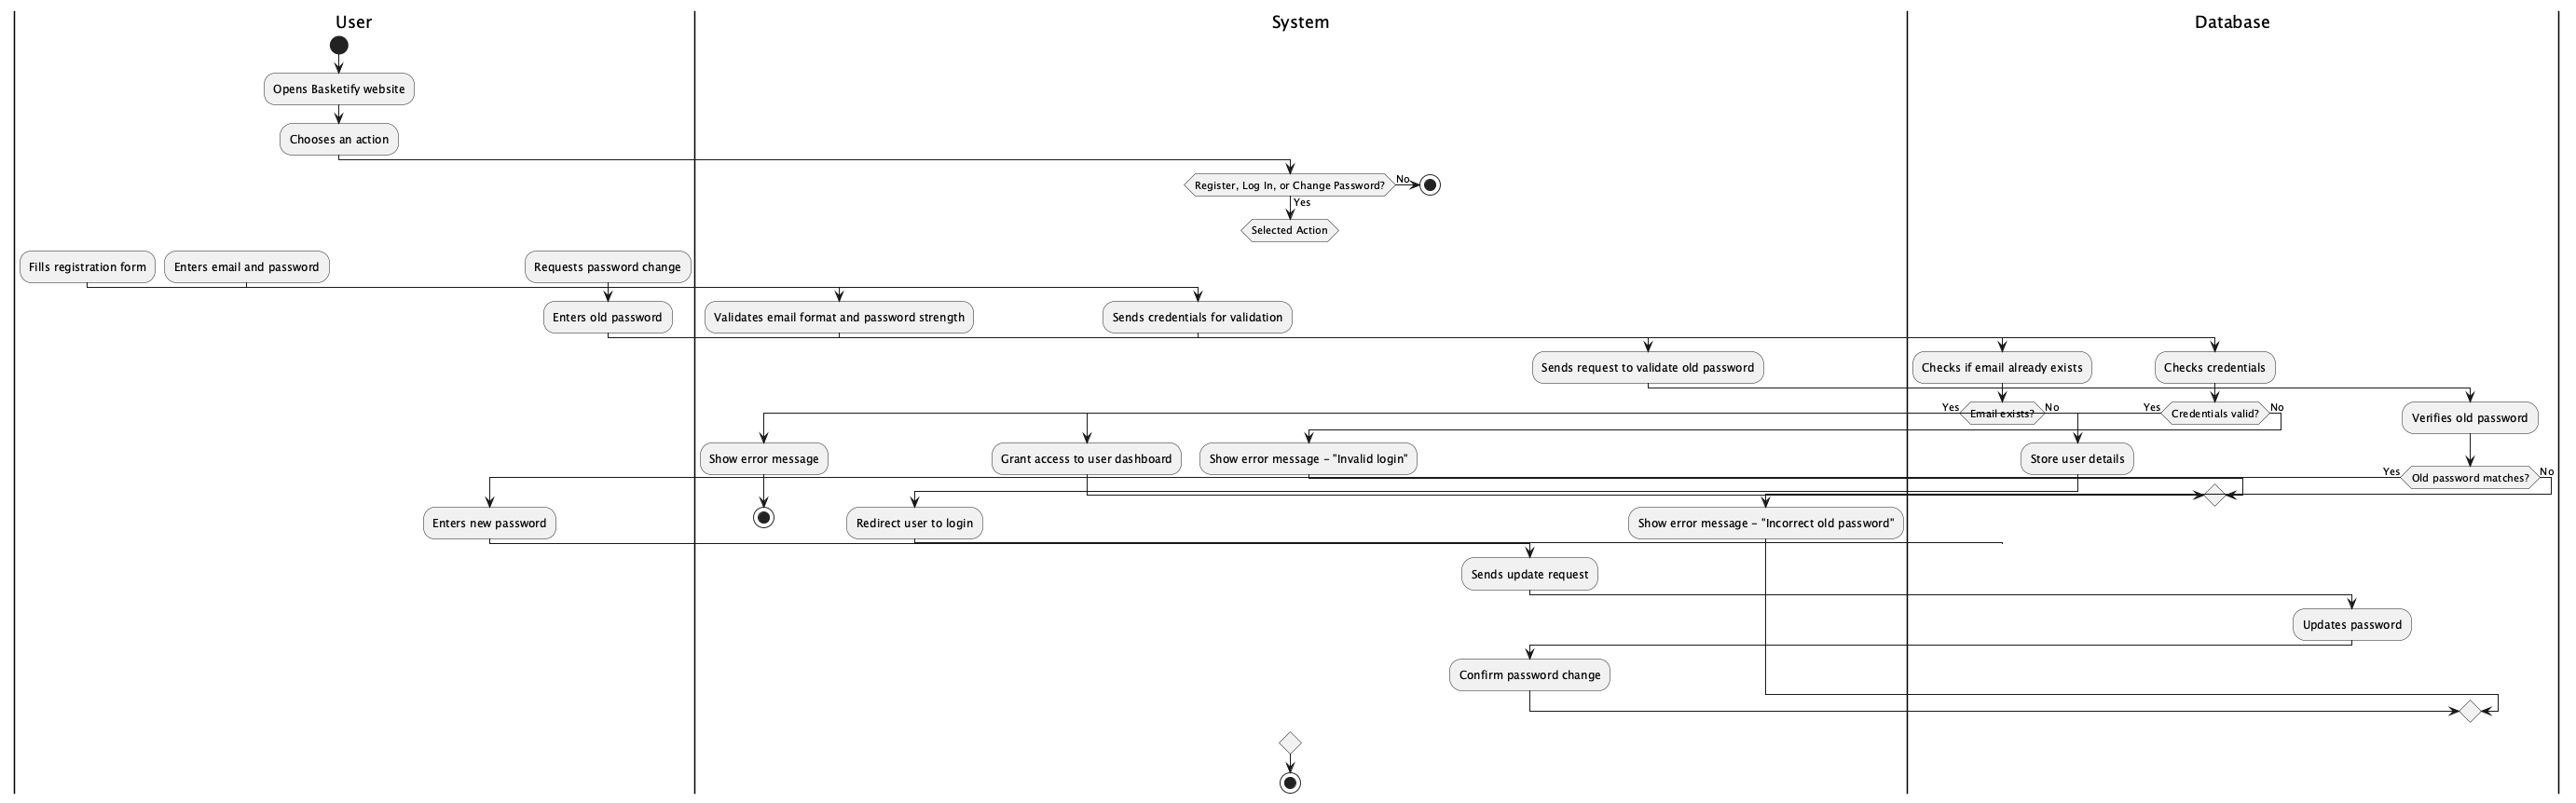 User
System
Database
Opens Basketify website
Chooses an action
Register, Log In, or Change Password?
No
Yes
Selected Action
Fills registration form
Enters email and password
Requests password change
Enters old password
Validates email format and password strength
Sends credentials for validation
Sends request to validate old password
Checks if email already exists
Checks credentials
Yes
Email exists?
No
Yes
Credentials valid?
No
Verifies old password
Show error message
Grant access to user dashboard
Show error message - "Invalid login"
Store user details
Yes
Old password matches?
No
Enters new password
Redirect user to login
Show error message - "Incorrect old password"
Sends update request
Updates password
Confirm password change